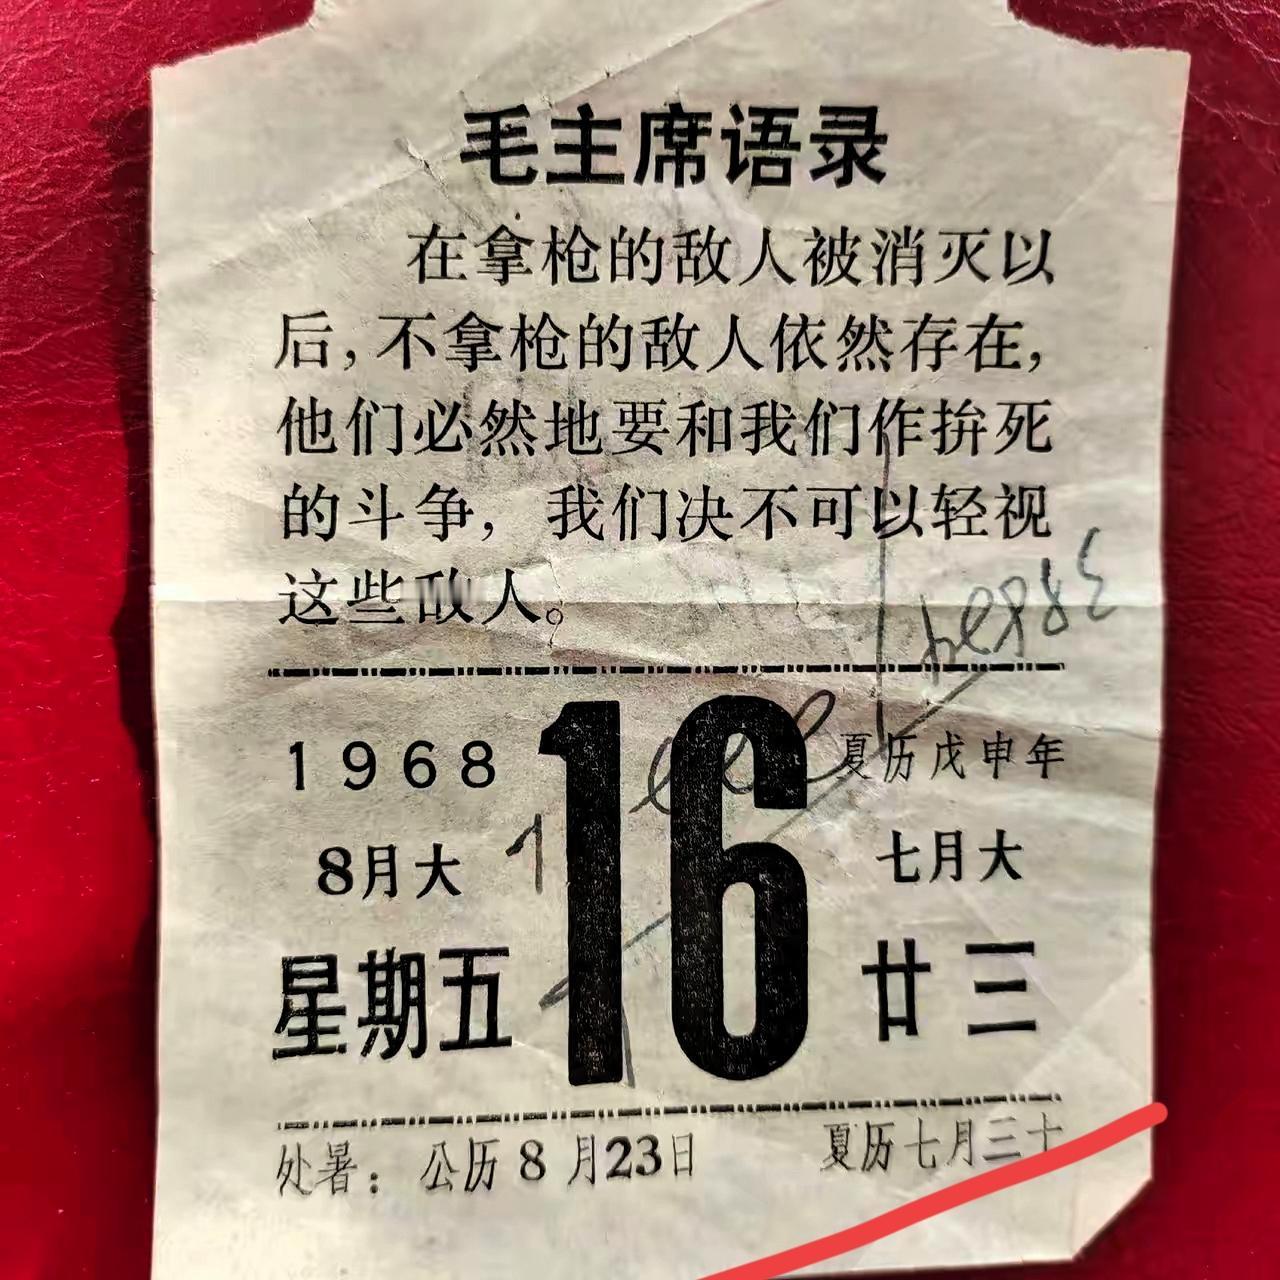 毛主席语录
在拿枪的敌人被消灭以
后,不拿枪的敌人依然存在,
他们必然地要和我们作拚死
的斗争, 我们决不可以轻视
这些敌人。
1968 16 夏历戊申年
8月大 七月大
星期五 廿三
处暑: 公历8月23日 夏历七月三十